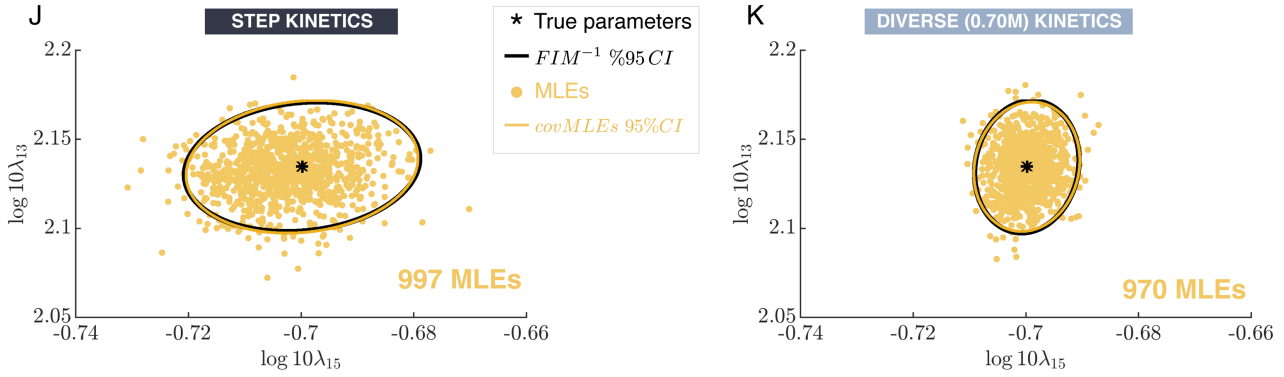 J
STEP KINETICS
2.2
2.15
2.1
2.05
log 10λ13
-0.74
-0.72
-0.7
-0.68
-0.66
log 10λ15
997 MLEs
* True parameters
FIM−1 %95CI
MLEs
covMLEs 95%CI
K
DIVERSE (0.70M) KINETICS
2.2
2.15
2.1
2.05
log 10λ13
-0.74
-0.72
-0.7
-0.68
-0.66
log 10λ15
970 MLEs